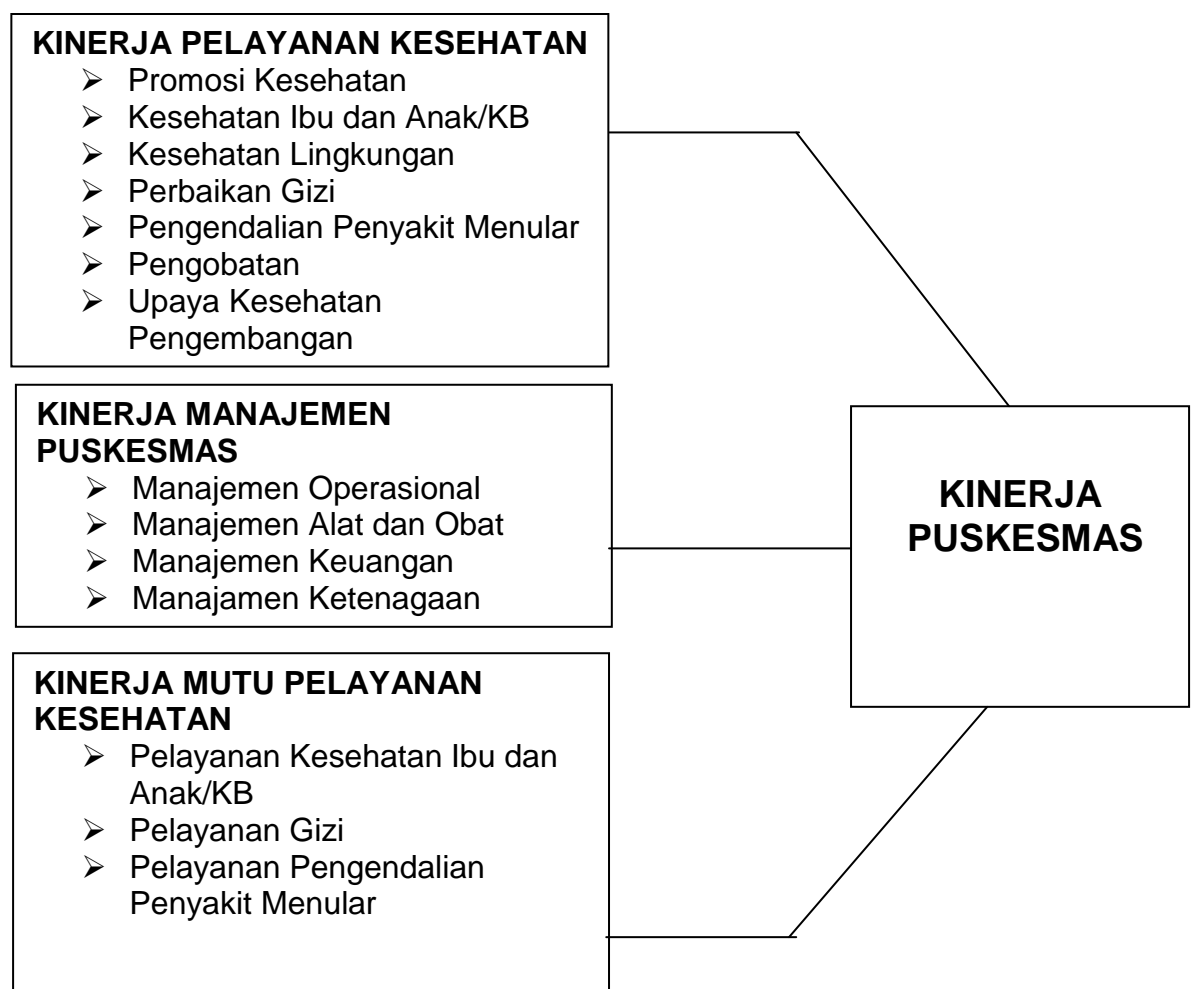 KINERJA PELAYANAN KESEHATAN
➢ Promosi Kesehatan
➢ Kesehatan Ibu dan Anak/KB
➢ Kesehatan Lingkungan
➢ Perbaikan Gizi
➢ Pengendalian Penyakit Menular
➢ Pengobatan
➢ Upaya Kesehatan
Pengembangan
KINERJA MANAJEMEN
PUSKESMAS
➢ Manajemen Operasional
➢ Manajemen Alat dan Obat
➢ Manajemen Keuangan
➢ Manajamen Ketenagaan
KINERJA MUTU PELAYANAN
KESEHATAN
➢ Pelayanan Kesehatan Ibu dan
Anak/KB
➢ Pelayanan Gizi
➢ Pelayanan Pengendalian
Penyakit Menular
KINERJA
PUSKESMAS